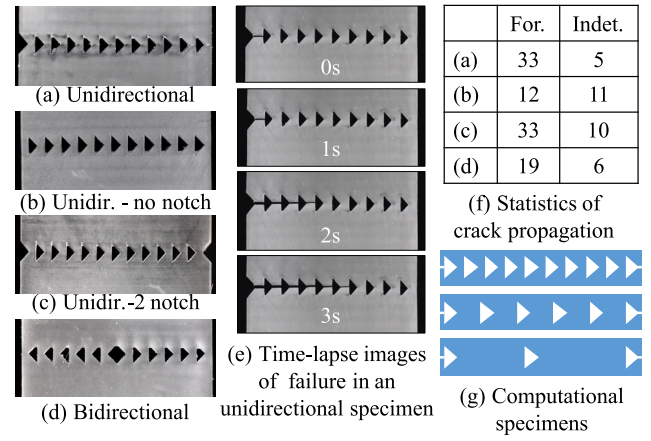 (a) Unidirectional
(b) Unidir. - no notch
(c) Unidir.-2 notch
(d) Bidirectional
0s
1s
2s
3s
(e) Time-lapse images
of failure in an
unidirectional specimen
For. Indet.
(a) 33 5
(b) 12 11
(c) 33 10
(d) 19 6
(f) Statistics of
crack propagation
(g) Computational
specimens